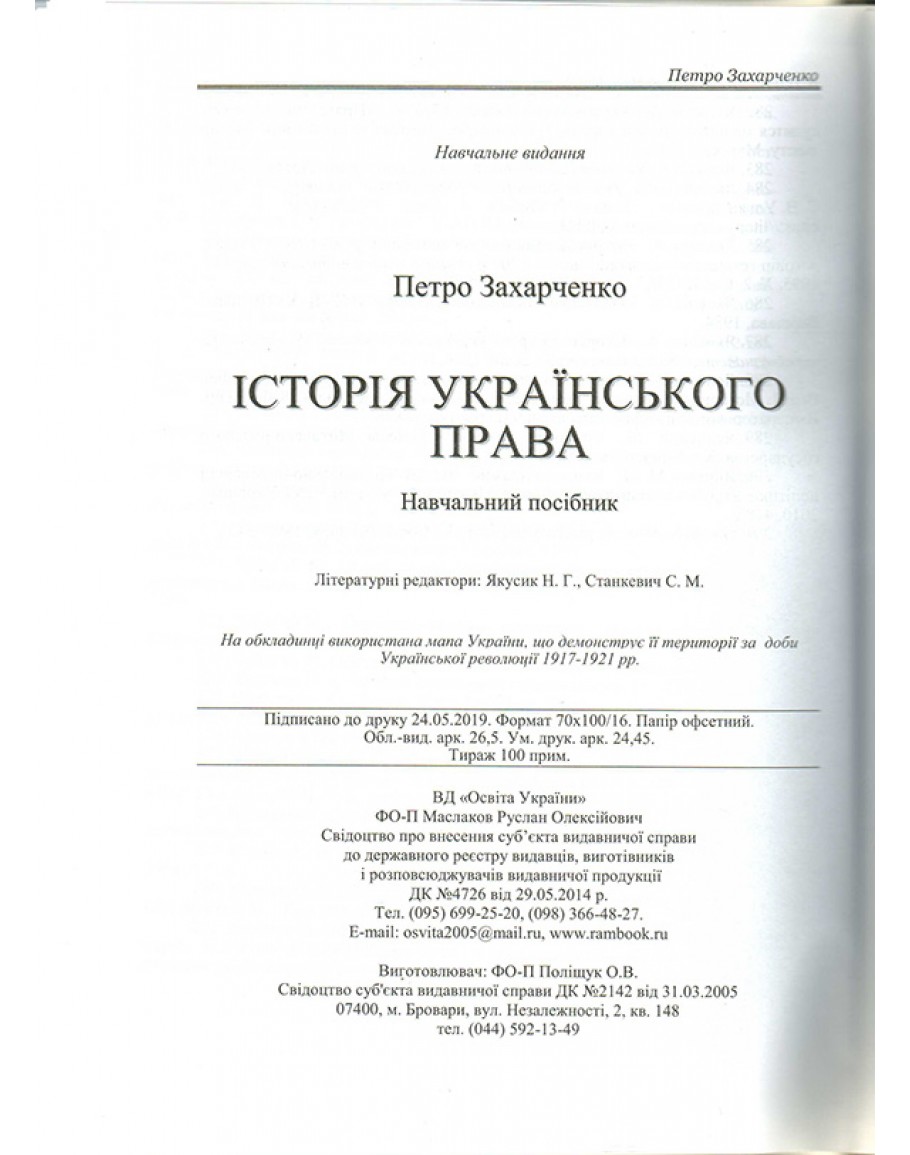 Петро Захарченко
Навчальне видання
Петро Захарченко
ІСТОРІЯ УКРАЇНСЬКОГО
ПРАВА
Навчальний посібник
Літературні редактори: Якусик Н. Г., Станкевич С. М.
На обкладинці використана мапа України, що демонструє її території за доби
Української революції 1917-1921 рр.
Підписано до друку 24.05.2019. Формат 70х100/16. Папір офсетний.
Обл.-вид. арк. 26,5. Ум. друк. арк. 24,45.
Тираж 100 прим.
ВД «Освіта України»
ФО-П Маслаков Руслан Олексійович
Свідоцтво про внесення суб’єкта видавничої справи
до державного реєстру видавців, виготівників
і розповсюджувачів видавничої продукції
ДК №4726 від 29.05.2014 р.
Тел. (095) 699-25-20, (098) 366-48-27.
E-mail: osvita2005@mail.ru, www.rambook.ru
Виготовлювач: ФО-П Поліщук О.В.
Свідоцтво суб'єкта видавничої справи ДК №2142 від 31.03.2005
07400, м. Бровари, вул. Незалежності, 2, кв. 148
тел. (044) 592-13-49